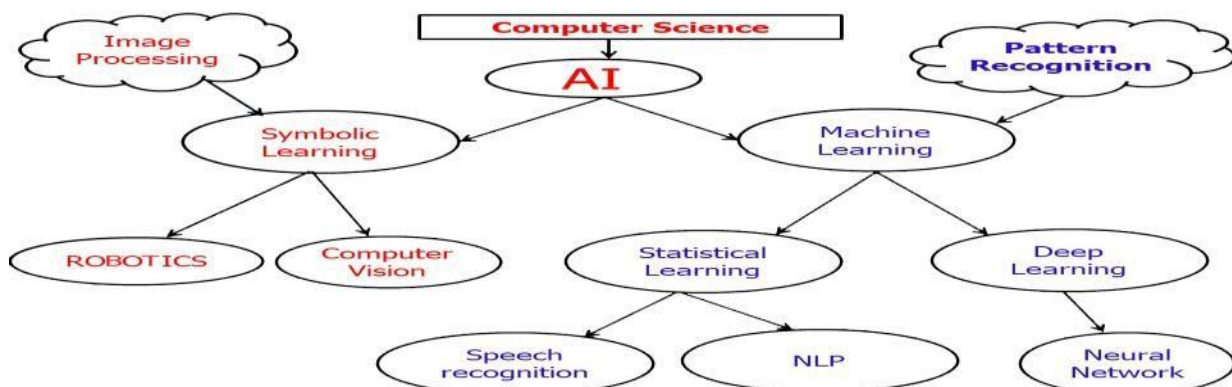 Computer Science
Image
Processing
AI
Pattern
Recognition
Symbolic
Learning
Machine
Learning
ROBOTICS
Computer
Vision
Statistical
Learning
Deep
Learning
Speech
recognition
NLP
Neural
Network